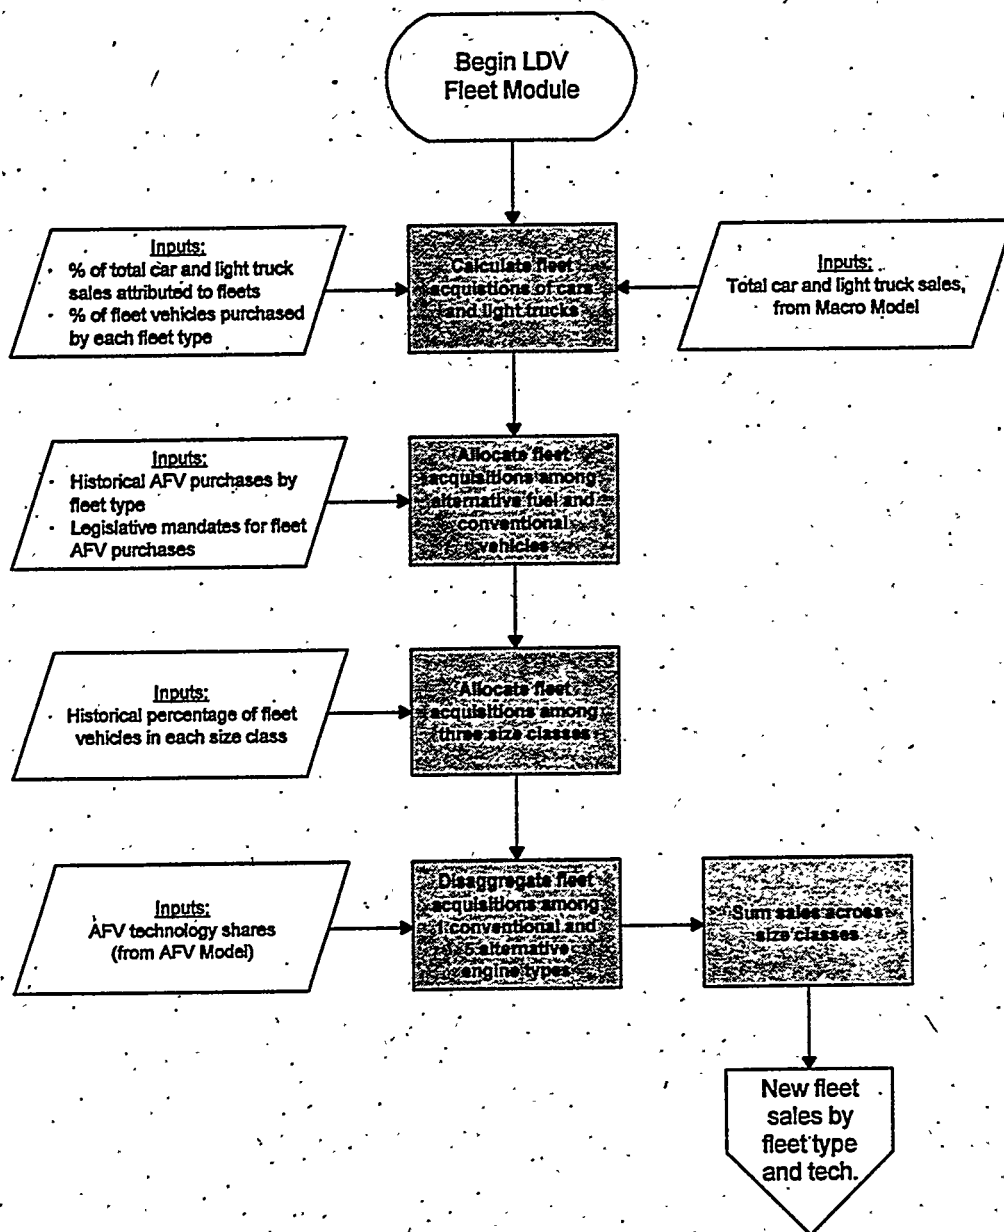 Begin LDV
Fleet Module
Inputs:
· % of total car and light truck
sales attributed to fleets
· % of fleet vehicles purchased
by each fleet type
Calculate fleet
acquistions of cars
and light trucks
Inputs:
Total car and light truck sales,
from Macro Model
Inputs:
· Historical AFV purchases by
fleet type
· Legislative mandates for fleet
AFV purchases
Allocate fleet
acquisitions among
alternative fuel and
conventional
vehicles
Inputs:
Historical percentage of fleet
vehicles in each size class
Allocate fleet
acquisitions among
three size classes
Inputs:
AFV technology shares
(from AFV Model)
Disaggregate fleet
acquisitions among
1 conventional and
5 alternative
engine types
Sum sales across
size classes
New fleet
sales by
fleet type
and tech.